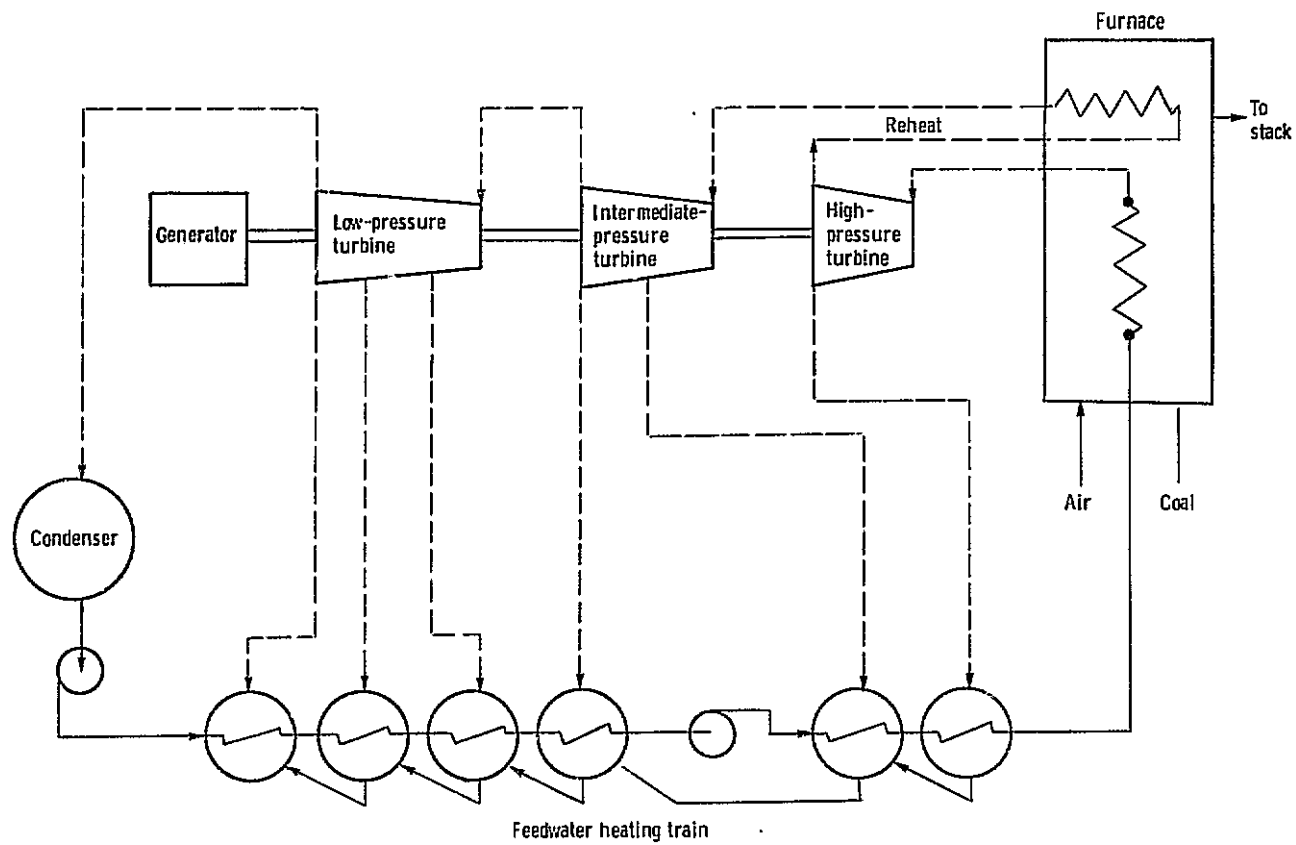 Furnace
To
stack
Reheat
Generator
Low-pressure
turbine
Intermediate-
pressure
turbine
High-
pressure
turbine
Air
Coal
Condenser
Feedwater heating train